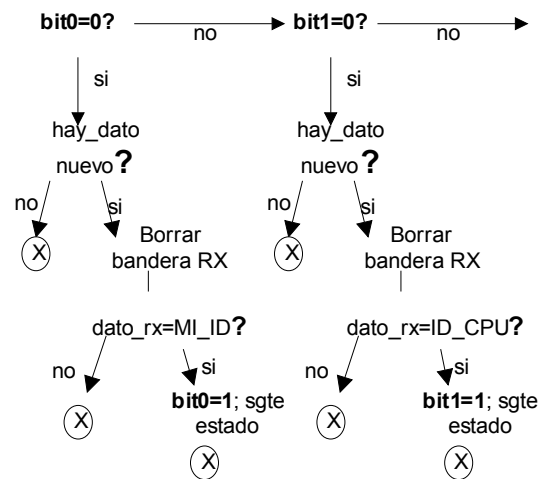 bit0=0? no bit1=0? no
si si
hay_dato hay_dato
nuevo? nuevo?
no si no si
X Borrar X Borrar
bandera RX bandera RX
dato_rx=MI_ID? dato_rx=ID_CPU?
no si no si
X bit0=1; sgte X bit1=1; sgte
estado estado
X X